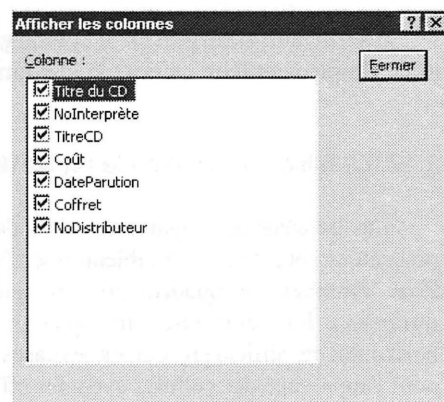 Afficher les colonnes
Colonne :
Fermer
Titre du CD
NoInterprète
TitreCD
Coût
DateParution
Coffret
NoDistributeur